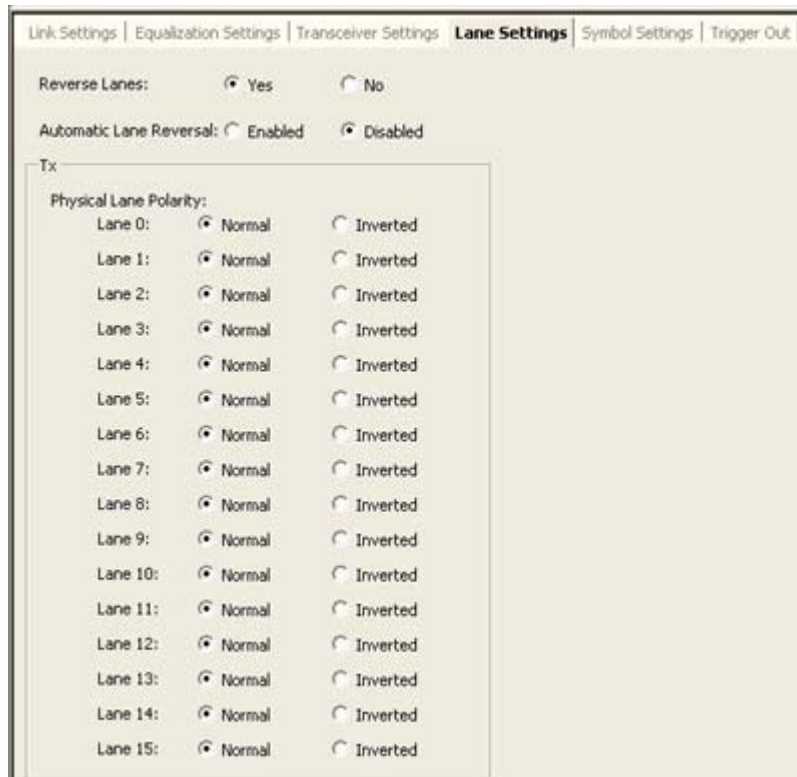 Link Settings | Equalization Settings | Transceiver Settings Lane Settings Symbol Settings | Trigger Out
Reverse Lanes: Yes No
Automatic Lane Reversal: Enabled Disabled
Tx
Physical Lane Polarity:
Lane 0: Normal Inverted
Lane 1: Normal Inverted
Lane 2: Normal Inverted
Lane 3: Normal Inverted
Lane 4: Normal Inverted
Lane 5: Normal Inverted
Lane 6: Normal Inverted
Lane 7: Normal Inverted
Lane 8: Normal Inverted
Lane 9: Normal Inverted
Lane 10: Normal Inverted
Lane 11: Normal Inverted
Lane 12: Normal Inverted
Lane 13: Normal Inverted
Lane 14: Normal Inverted
Lane 15: Normal Inverted